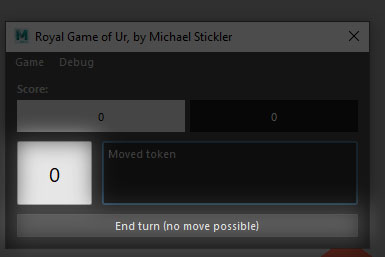 Royal Game of Ur, by Michael Stickler
Game Debug
Score:
0 0
0 Moved token
End turn (no move possible)